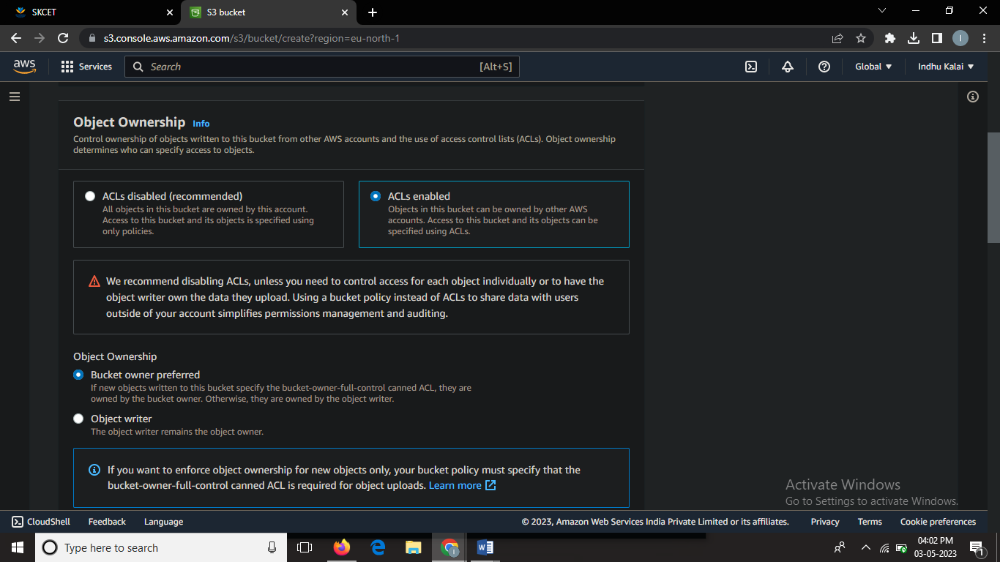 SKCET
S3 bucket
s3.console.aws.amazon.com/s3/bucket/create?region=eu-north-1
I
aws
Services
Search
[Alt+S]
Global
Indhu Kalai
Object Ownership Info
Control ownership of objects written to this bucket from other AWS accounts and the use of access control lists (ACLs). Object ownership
determines who can specify access to objects.
ACLs disabled (recommended)
All objects in this bucket are owned by this account.
Access to this bucket and its objects is specified using
only policies.
ACLs enabled
Objects in this bucket can be owned by other AWS
accounts. Access to this bucket and its objects can be
specified using ACLs.
We recommend disabling ACLs, unless you need to control access for each object individually or to have the
object writer own the data they upload. Using a bucket policy instead of ACLs to share data with users
outside of your account simplifies permissions management and auditing.
Object Ownership
Bucket owner preferred
If new objects written to this bucket specify the bucket-owner-full-control canned ACL, they are
owned by the bucket owner. Otherwise, they are owned by the object writer.
Object writer
The object writer remains the object owner.
If you want to enforce object ownership for new objects only, your bucket policy must specify that the
bucket-owner-full-control canned ACL is required for object uploads. Learn more
Activate Windows
Go to Settings to activate Windows.
CloudShell
Feedback
Language
© 2023, Amazon Web Services India Private Limited or its affiliates.
Privacy
Terms
Cookie preferences
Type here to search
04:02 PM
03-05-2023
1